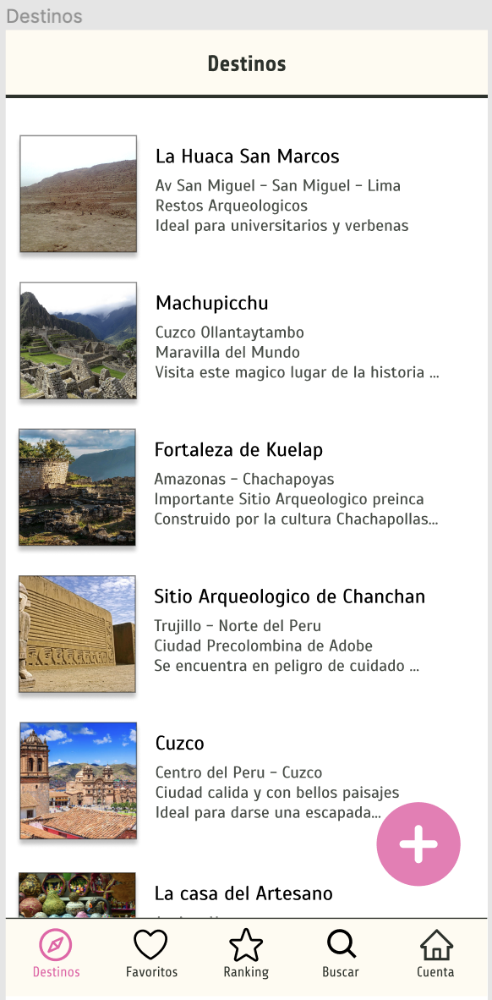 Destinos
Destinos
La Huaca San Marcos
Av San Miguel - San Miguel - Lima
Restos Arqueologicos
Ideal para universitarios y verbenas
Machupicchu
Cuzco Ollantaytambo
Maravilla del Mundo
Visita este magico lugar de la historia ...
Fortaleza de Kuelap
Amazonas - Chachapoyas
Importante Sitio Arqueologico preinca
Construido por la cultura Chachapollas...
Sitio Arqueologico de Chanchan
Trujillo - Norte del Peru
Ciudad Precolombina de Adobe
Se encuentra en peligro de cuidado ...
Cuzco
Centro del Peru - Cuzco
Ciudad calida y con bellos paisajes
Ideal para darse una escapada...
La casa del Artesano
Destinos
Favoritos
Ranking
Buscar
Cuenta